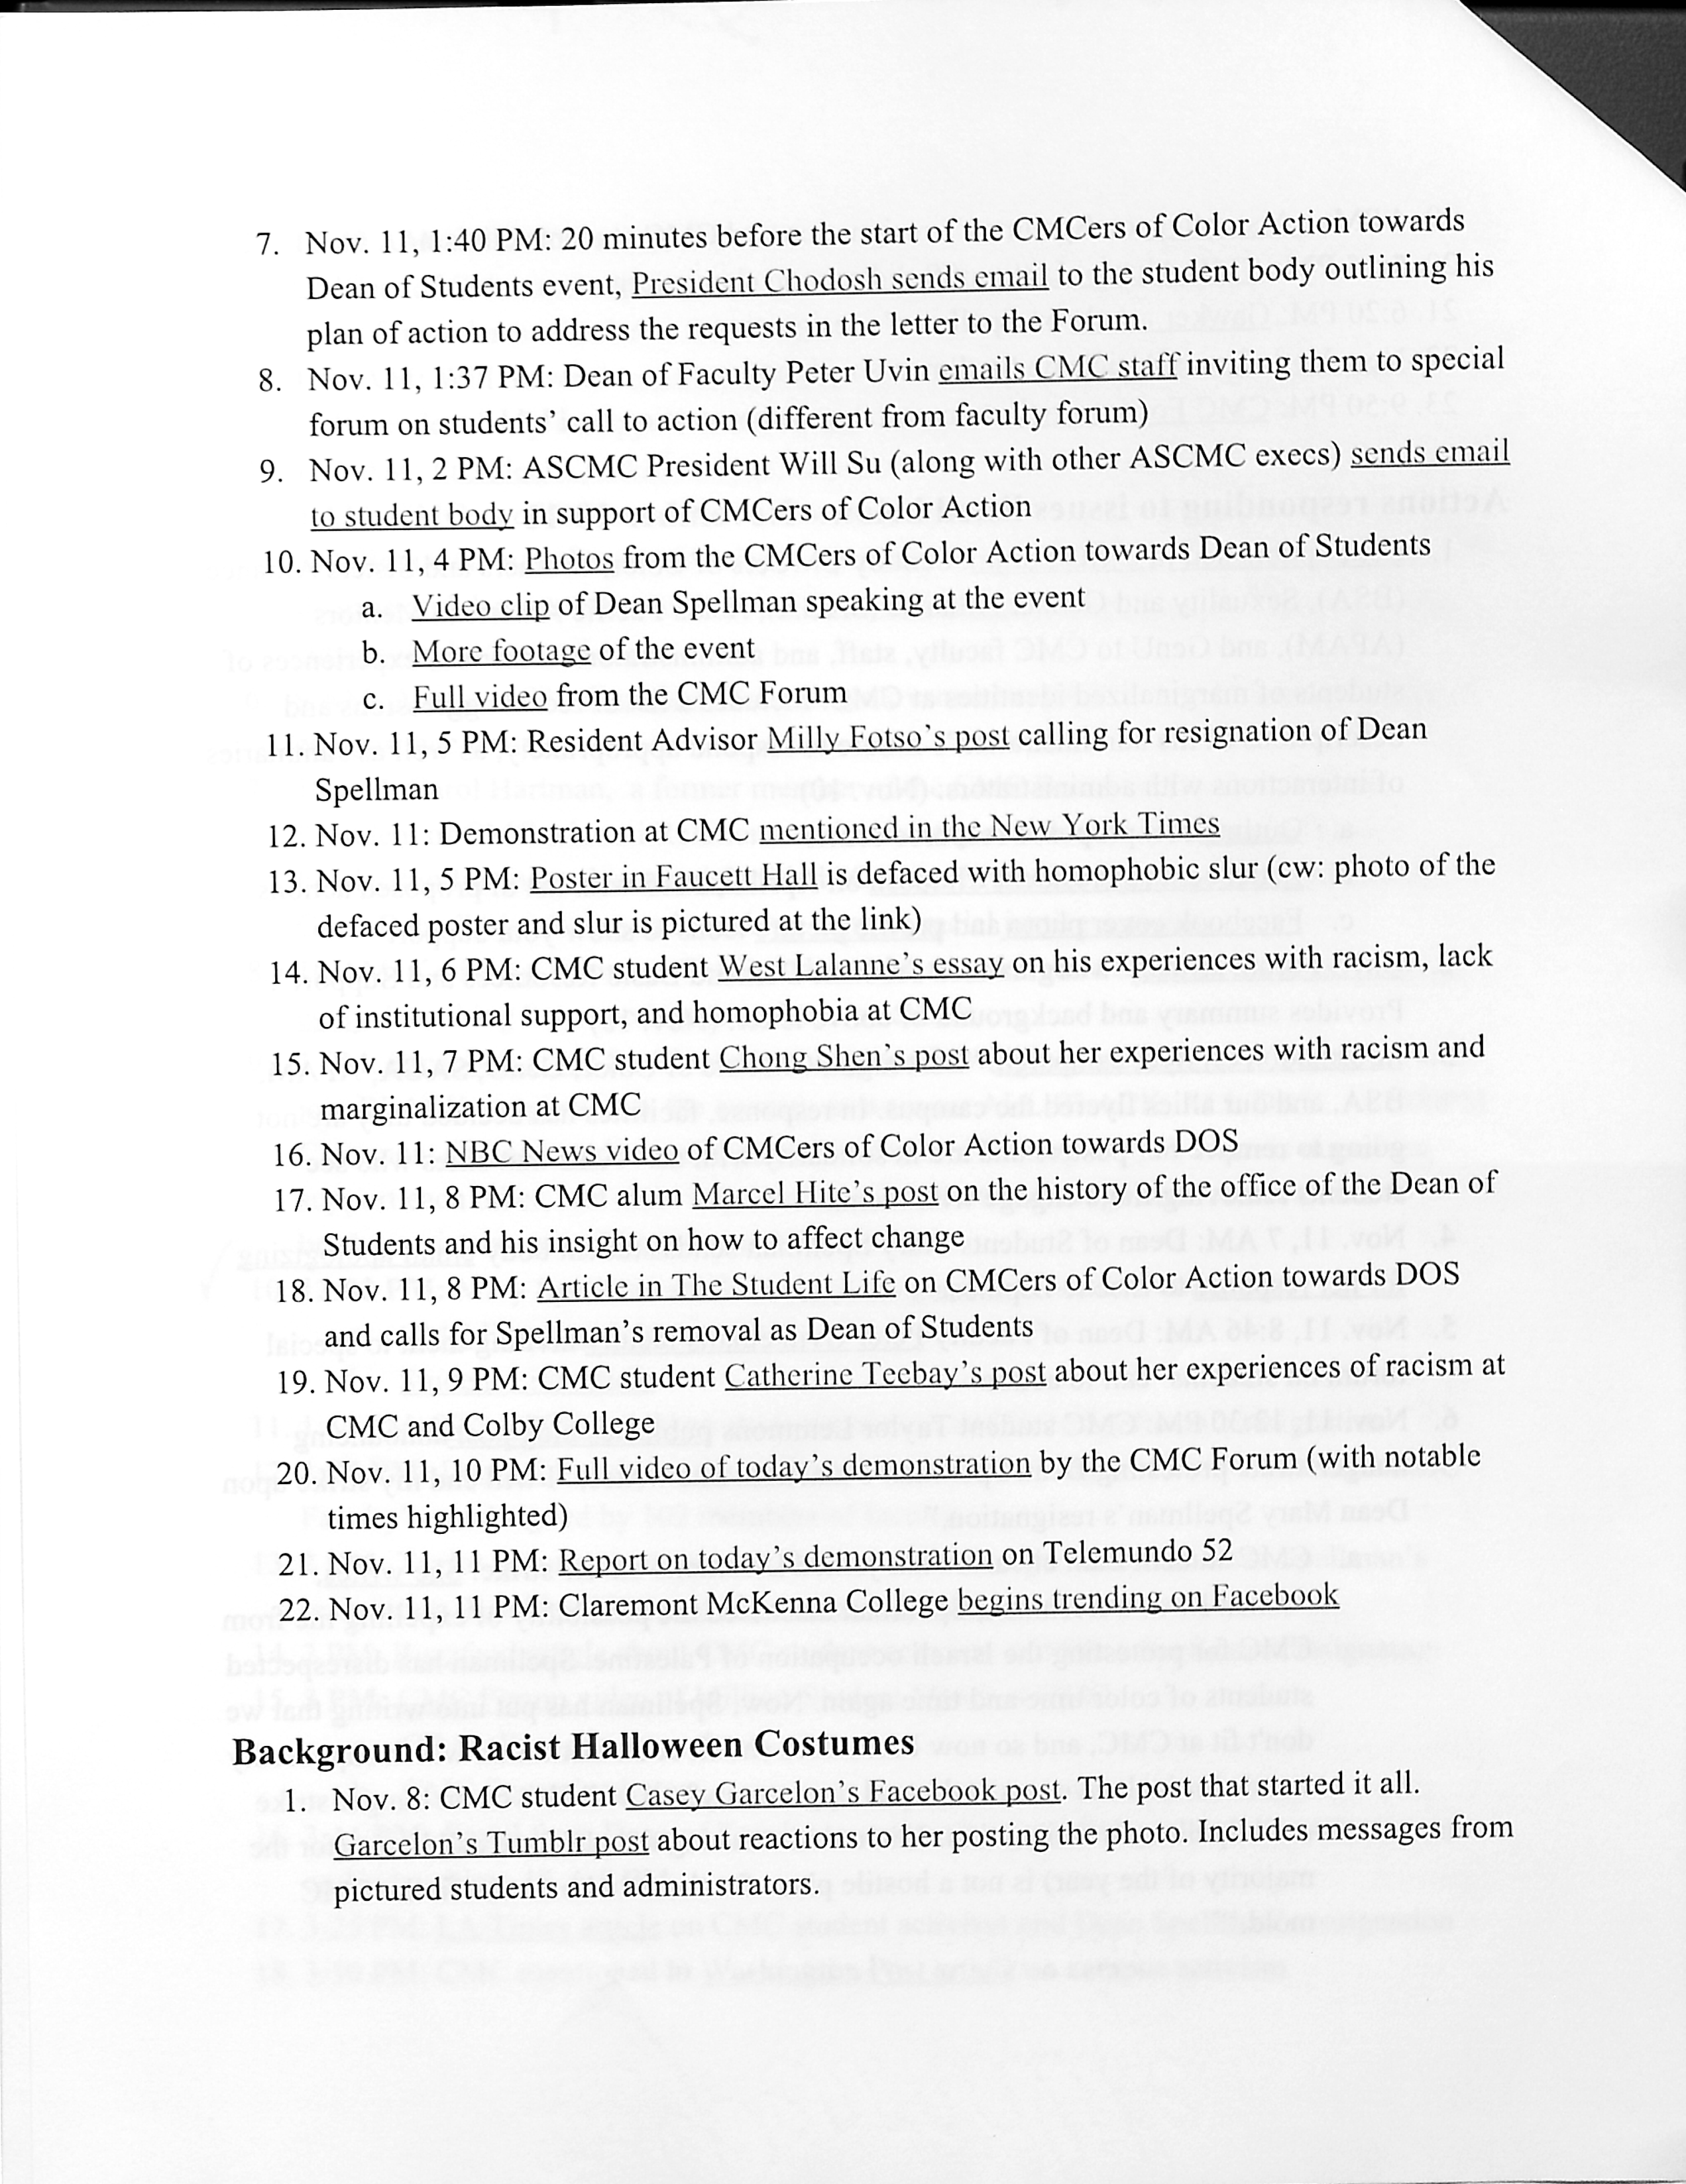 7. Nov. 11, 1:40 PM: 20 minutes before the start of the CMCers of Color Action towards
Dean of Students event, President Chodosh sends email to the student body outlining his
plan of action to address the requests in the letter to the Forum.
8. Nov. 11, 1:37 PM: Dean of Faculty Peter Uvin emails CMC staff inviting them to special
forum on students’ call to action (different from faculty forum)
9. Nov. 11, 2 PM: ASCMC President Will Su (along with other ASCMC execs) sends email
to student body in support of CMCers of Color Action
10. Nov. 11, 4 PM: Photos from the CMCers of Color Action towards Dean of Students
a. Video clip of Dean Spellman speaking at the event
b. More footage of the event
c. Full video from the CMC Forum
11. Nov. 11, 5 PM: Resident Advisor Milly Fotso’s post calling for resignation of Dean
Spellman
12. Nov. 11: Demonstration at CMC mentioned in the New York Times
13. Nov. 11, 5 PM: Poster in Faucett Hall is defaced with homophobic slur (cw: photo of the
defaced poster and slur is pictured at the link)
14. Nov. 11, 6 PM: CMC student West Lalanne’s essay on his experiences with racism, lack
of institutional support, and homophobia at CMC
15. Nov. 11, 7 PM: CMC student Chong Shen’s post about her experiences with racism and
marginalization at CMC
16. Nov. 11: NBC News video of CMCers of Color Action towards DOS
17. Nov. 11, 8 PM: CMC alum Marcel Hite’s post on the history of the office of the Dean of
Students and his insight on how to affect change
18. Nov. 11, 8 PM: Article in The Student Life on CMCers of Color Action towards DOS
and calls for Spellman’s removal as Dean of Students
19. Nov. 11, 9 PM: CMC student Catherine Teebay’s post about her experiences of racism at
CMC and Colby College
20. Nov. 11, 10 PM: Full video of today’s demonstration by the CMC Forum (with notable
times highlighted)
21. Nov. 11, 11 PM: Report on today’s demonstration on Telemundo 52
22. Nov. 11, 11 PM: Claremont McKenna College begins trending on Facebook
Background: Racist Halloween Costumes
1. Nov. 8: CMC student Casey Garcelon’s Facebook post. The post that started it all.
Garcelon’s Tumblr post about reactions to her posting the photo. Includes messages from
pictured students and administrators.